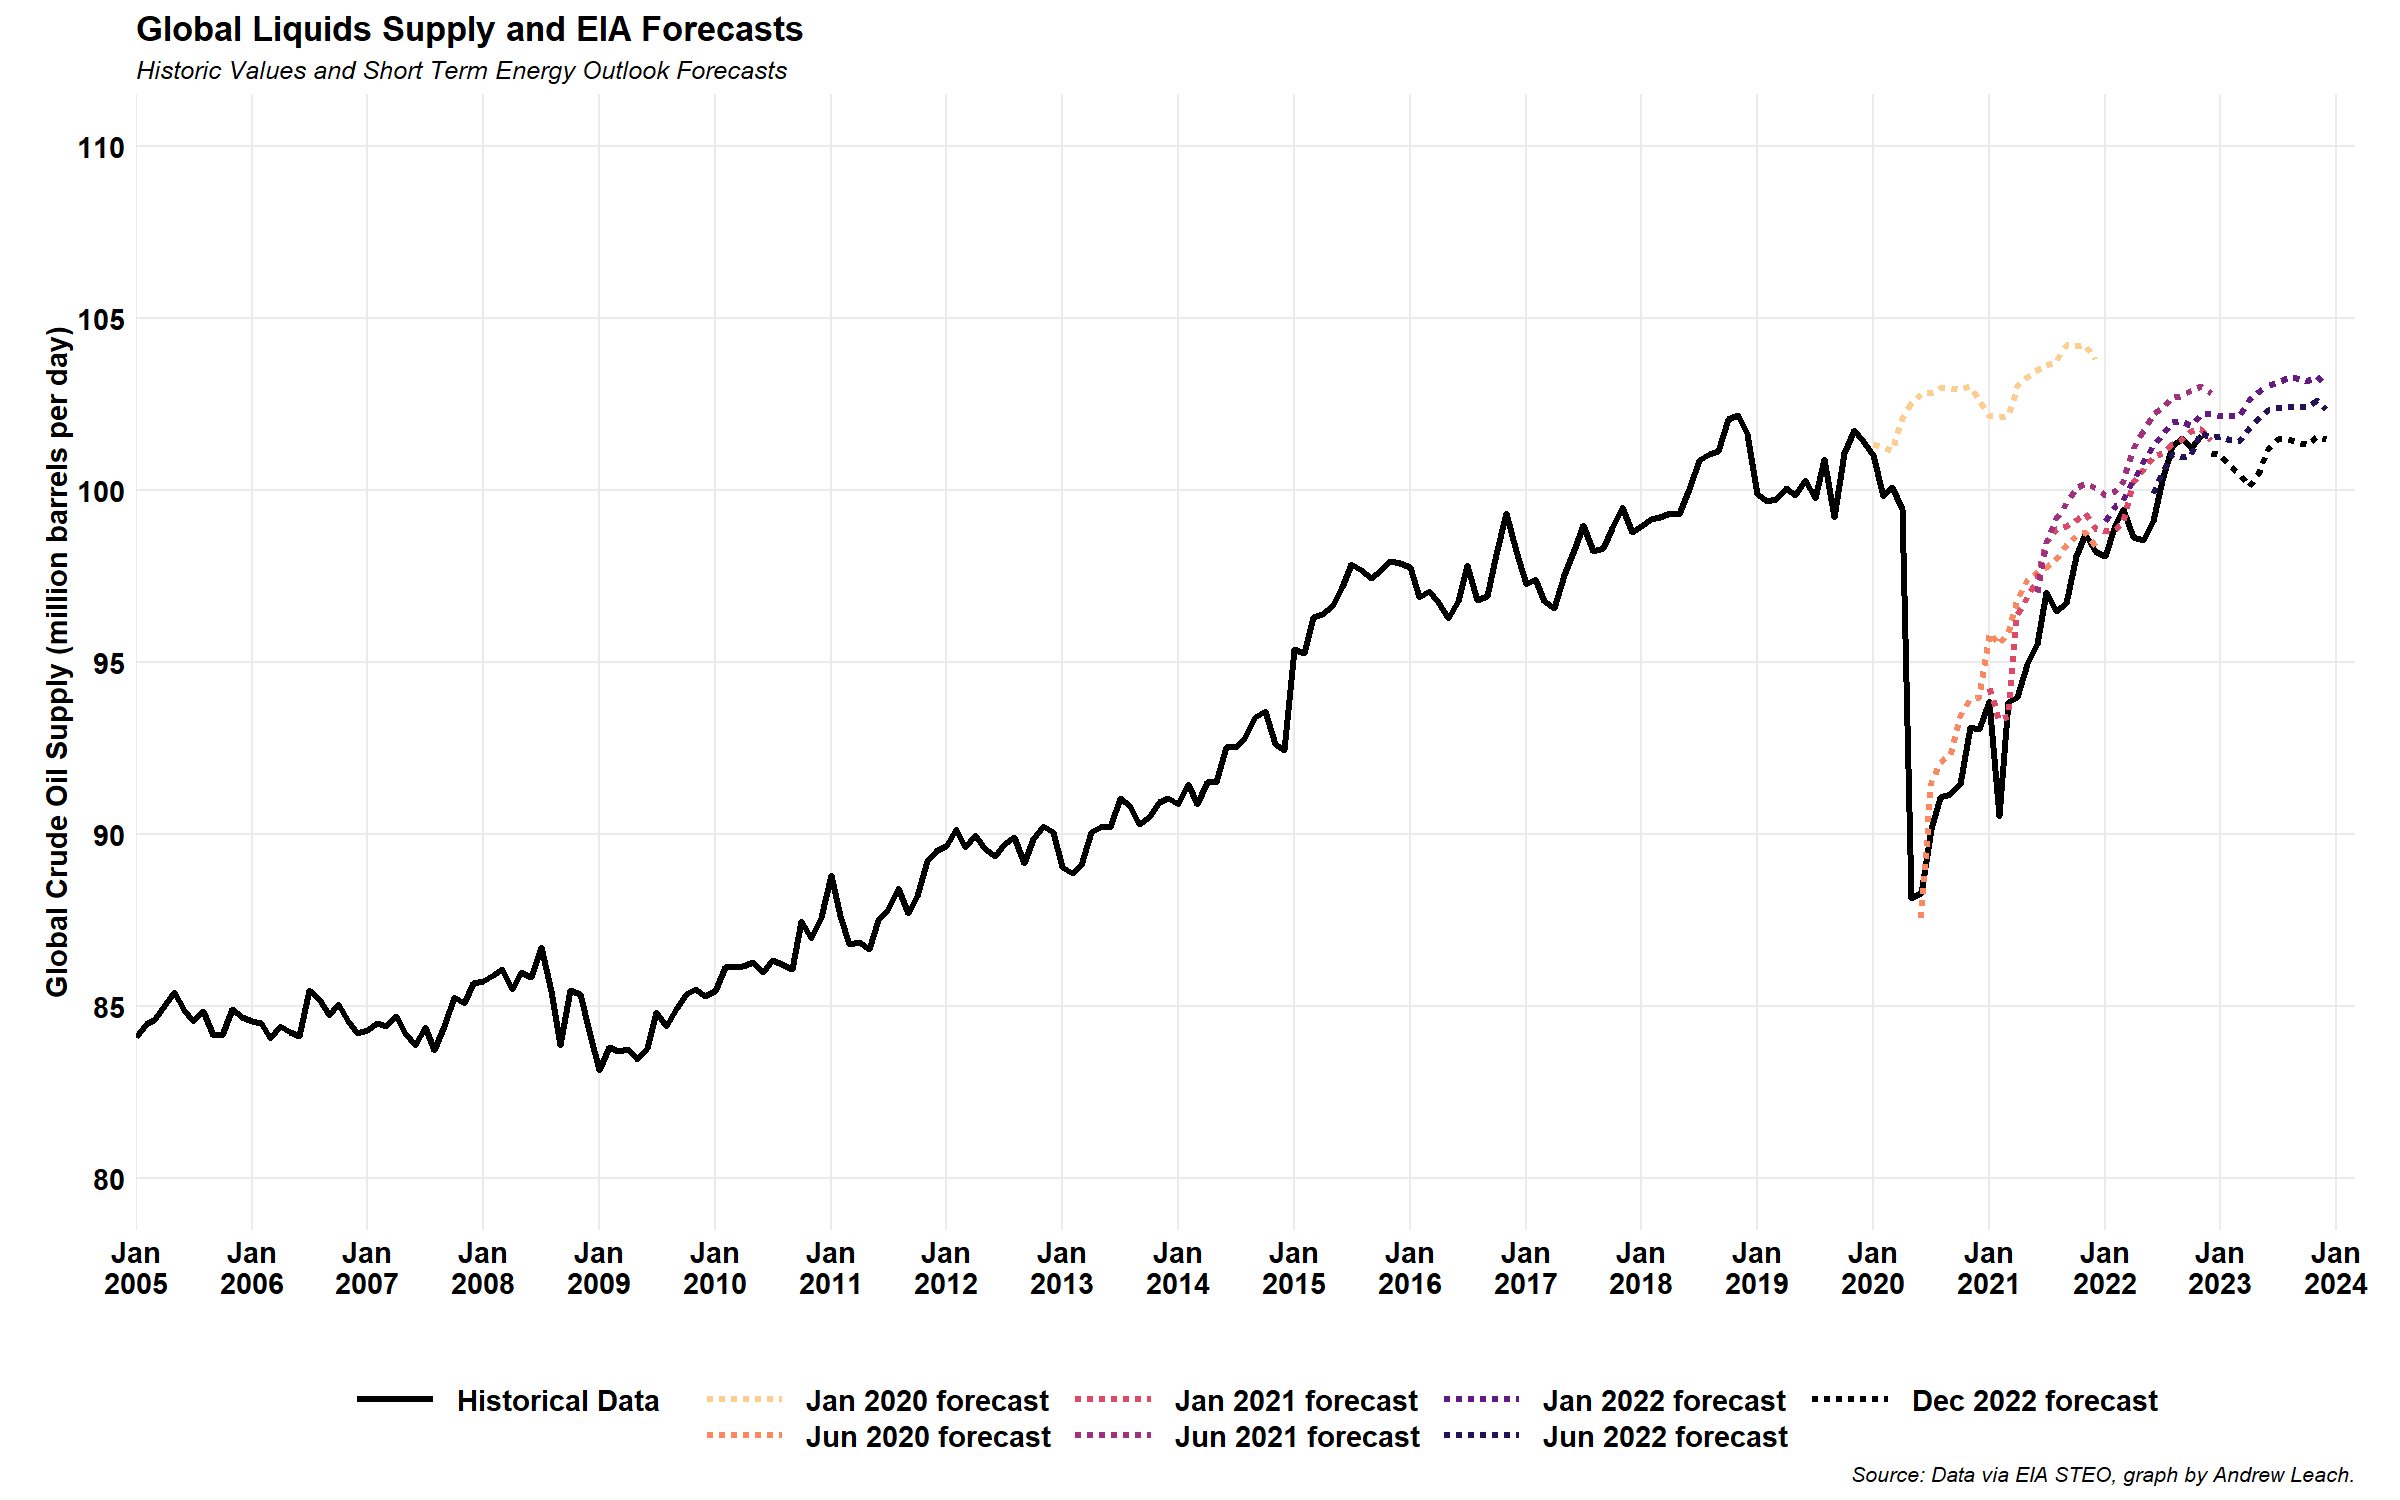 Global Liquids Supply and EIA Forecasts
Historic Values and Short Term Energy Outlook Forecasts
Global Crude Oil Supply (million barrels per day)
110
105
100
95
90
85
80
Jan 2005
Jan 2006
Jan 2007
Jan 2008
Jan 2009
Jan 2010
Jan 2011
Jan 2012
Jan 2013
Jan 2014
Jan 2015
Jan 2016
Jan 2017
Jan 2018
Jan 2019
Jan 2020
Jan 2021
Jan 2022
Jan 2023
Jan 2024
Historical Data
Jan 2020 forecast
Jan 2021 forecast
Jan 2022 forecast
Dec 2022 forecast
Jun 2020 forecast
Jun 2021 forecast
Jun 2022 forecast
Source: Data via EIA STEO, graph by Andrew Leach.